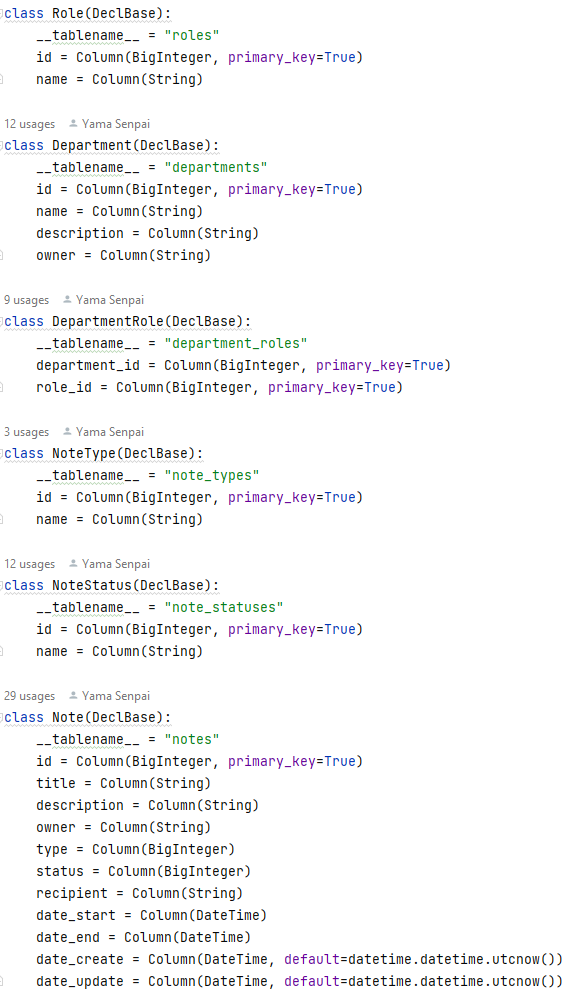 class Role(DeclBase):
    __tablename__ = "roles"
    id = Column(BigInteger, primary_key=True)
    name = Column(String)
12 usages   Yama Senpai
class Department(DeclBase):
    __tablename__ = "departments"
    id = Column(BigInteger, primary_key=True)
    name = Column(String)
    description = Column(String)
    owner = Column(String)
9 usages   Yama Senpai
class DepartmentRole(DeclBase):
    __tablename__ = "department_roles"
    department_id = Column(BigInteger, primary_key=True)
    role_id = Column(BigInteger, primary_key=True)
3 usages   Yama Senpai
class NoteType(DeclBase):
    __tablename__ = "note_types"
    id = Column(BigInteger, primary_key=True)
    name = Column(String)
12 usages   Yama Senpai
class NoteStatus(DeclBase):
    __tablename__ = "note_statuses"
    id = Column(BigInteger, primary_key=True)
    name = Column(String)
29 usages   Yama Senpai
class Note(DeclBase):
    __tablename__ = "notes"
    id = Column(BigInteger, primary_key=True)
    title = Column(String)
    description = Column(String)
    owner = Column(String)
    type = Column(BigInteger)
    status = Column(BigInteger)
    recipient = Column(String)
    date_start = Column(DateTime)
    date_end = Column(DateTime)
    date_create = Column(DateTime, default=datetime.datetime.utcnow())
    date_update = Column(DateTime, default=datetime.datetime.utcnow())